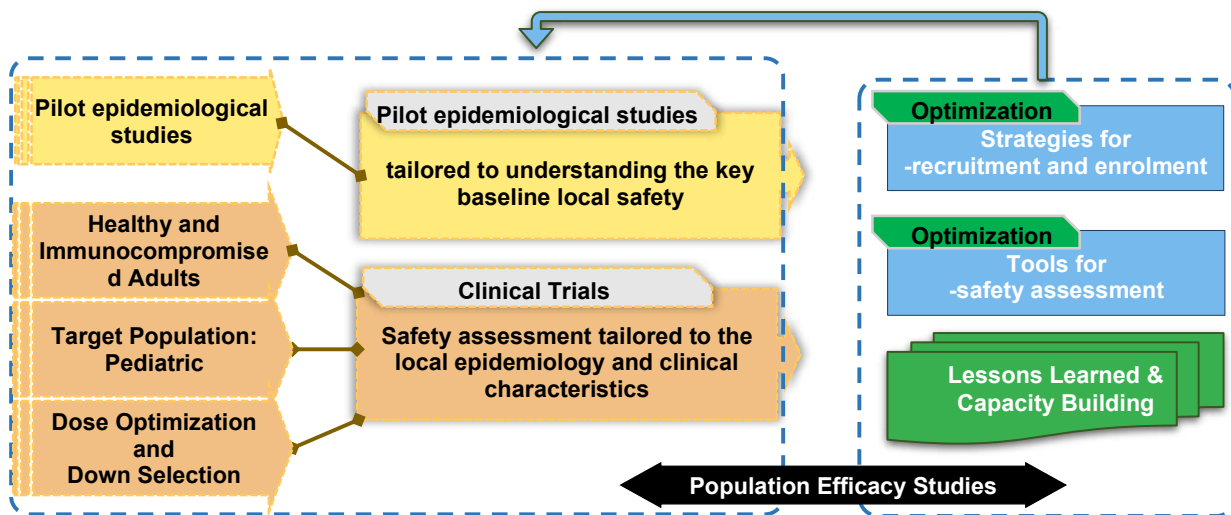 Pilot epidemiological
studies
Healthy and
Immunocompromise
d Adults
Target Population:
Pediatric
Dose Optimization
and
Down Selection
Pilot epidemiological studies
tailored to understanding the key
baseline local safety
Clinical Trials
Safety assessment tailored to the
local epidemiology and clinical
characteristics
Optimization
Strategies for
-recruitment and enrolment
Optimization
Tools for
-safety assessment
Lessons Learned &
Capacity Building
Population Efficacy Studies